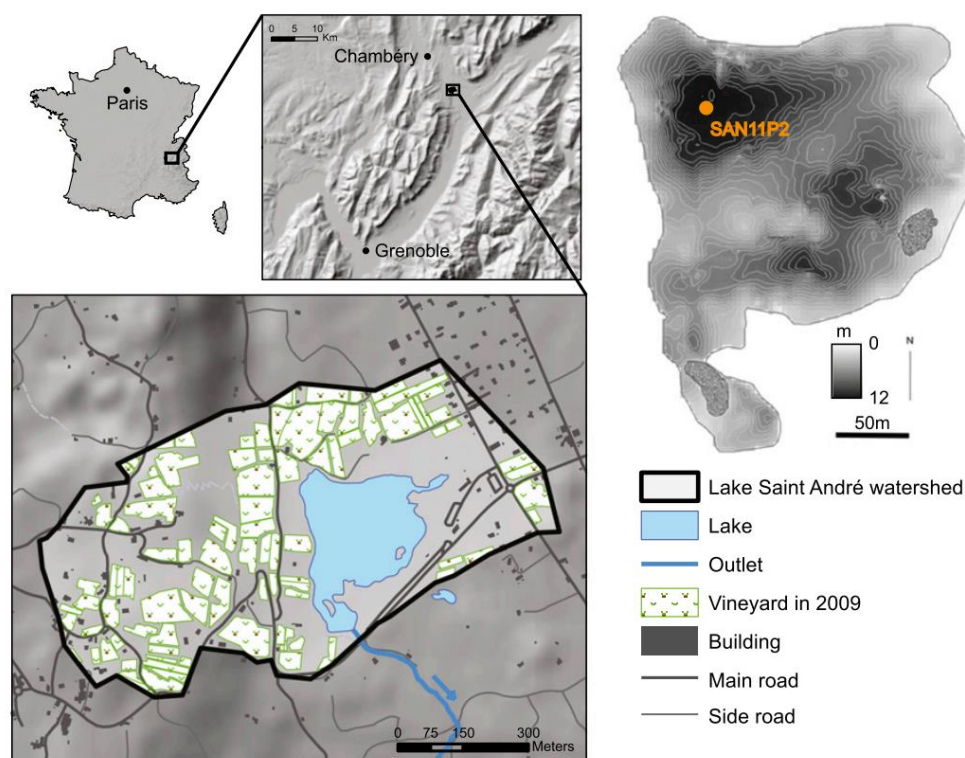 Paris
0 5 10
Km
Chambéry
Grenoble
SAN11P2
m
0
12
N
50m
0 75 150 300
Meters
Lake Saint André watershed
Lake
Outlet
Vineyard in 2009
Building
Main road
Side road